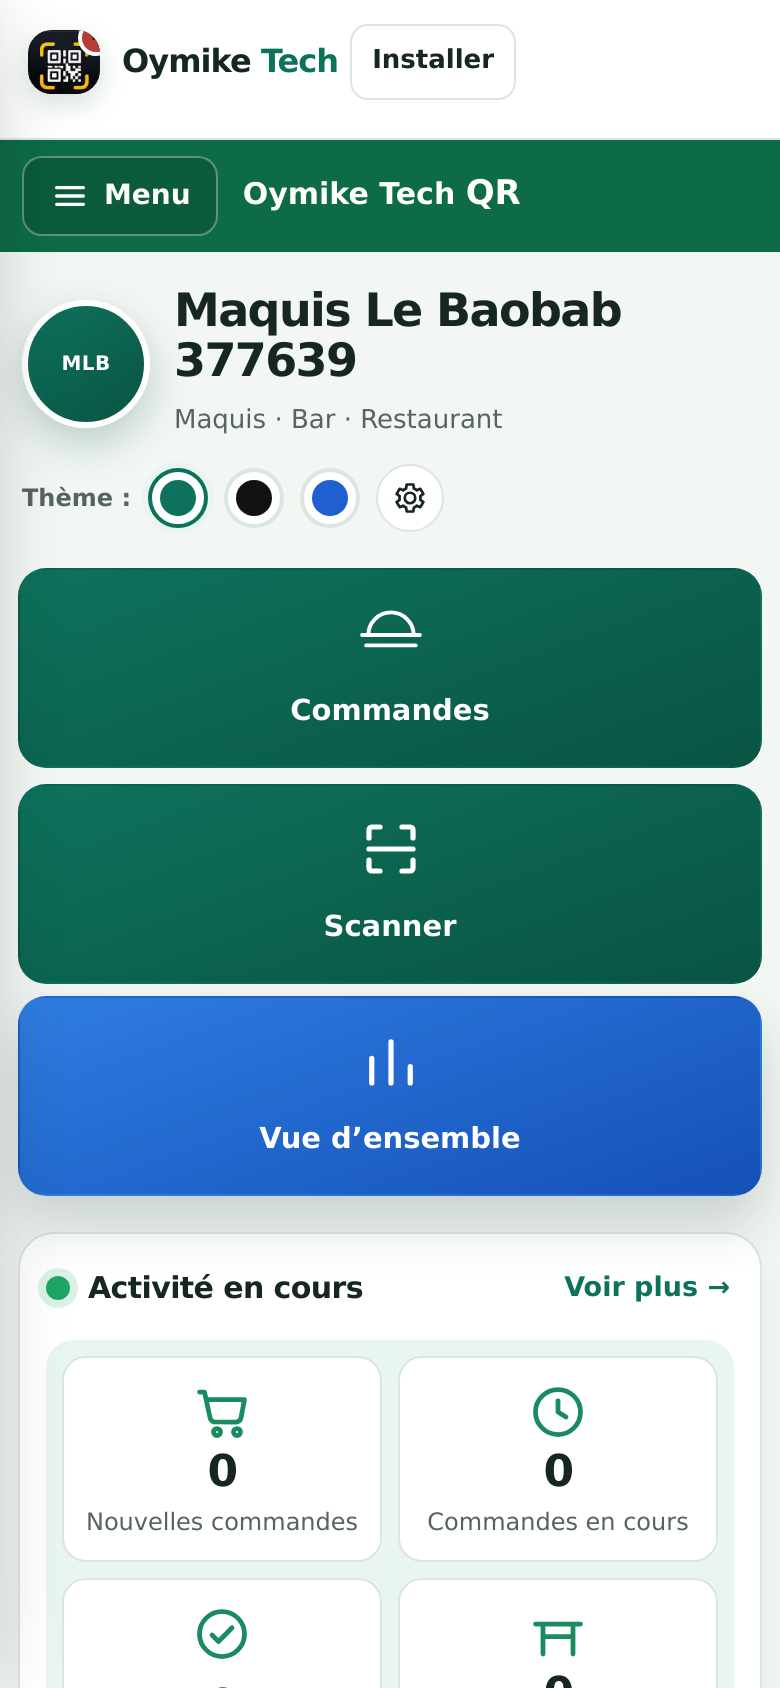 Oymike Tech
Installer
Menu
Oymike Tech QR
MLB
Maquis Le Baobab
377639
Maquis · Bar · Restaurant
Thème :
Commandes
Scanner
Vue d’ensemble
Activité en cours
Voir plus →
0
Nouvelles commandes
0
Commandes en cours